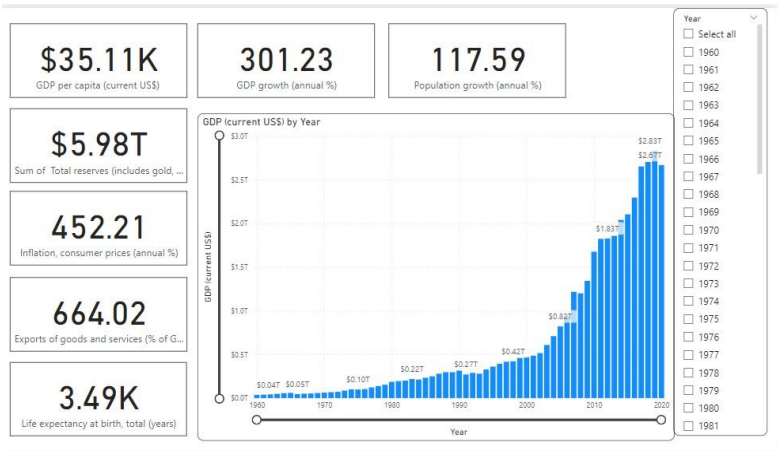 $35.11K
GDP per capita (current US$)
301.23
GDP growth (annual %)
117.59
Population growth (annual %)
$5.98T
Sum of Total reserves (includes gold, ...
452.21
Inflation, consumer prices (annual %)
664.02
Exports of goods and services (% of G...
3.49K
Life expectancy at birth, total (years)
GDP (current US$) by Year
GDP (current US$)
$3.0T
$2.5T
$2.0T
$1.5T
$1.0T
$0.5T
$0.0T
$0.04T
$0.05T
$0.10T
$0.22T
$0.27T
$0.42T
$0.82T
$1.83T
$2.83T
$2.67T
1960
1970
1980
1990
2000
2010
2020
Year
Year
Select all
1960
1961
1962
1963
1964
1965
1966
1967
1968
1969
1970
1971
1972
1973
1974
1975
1976
1977
1978
1979
1980
1981